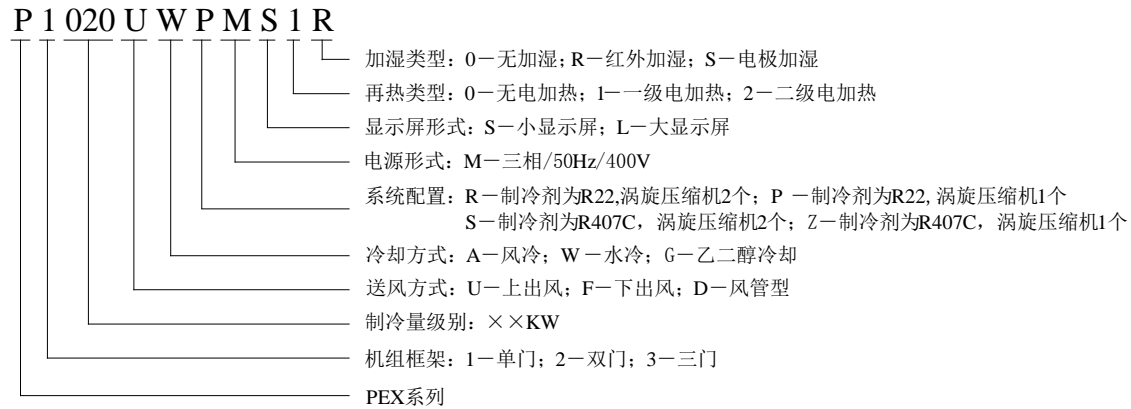 P 1 020 U W P M S 1 R
加湿类型：0－无加湿；R－红外加湿；S－电极加湿
再热类型：0－无电加热；1－一级电加热；2－二级电加热
显示屏形式：S－小显示屏；L－大显示屏
电源形式：M－三相/50Hz/400V
系统配置：R－制冷剂为R22,涡旋压缩机2个；P －制冷剂为R22, 涡旋压缩机1个
S－制冷剂为R407C，涡旋压缩机2个；Z－制冷剂为R407C，涡旋压缩机1个
冷却方式：A－风冷；W－水冷；G－乙二醇冷却
送风方式：U－上出风；F－下出风；D－风管型
制冷量级别：××KW
机组框架：1－单门；2－双门；3－三门
PEX系列